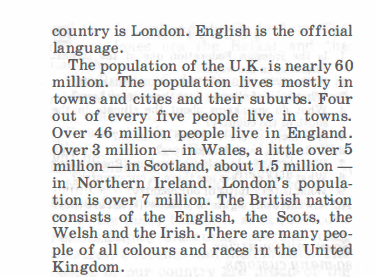 country is London. English is the official
language.
The population of the U.K. is nearly 60
million. The population lives mostly in
towns and cities and their suburbs. Four
out of every five people live in towns.
Over 46 million people live in England.
Over 3 million — in Wales, a little over 5
million — in Scotland, about 1.5 million —
in Northern Ireland. London's popula-
tion is over 7 million. The British nation
consists of the English, the Scots, the
Welsh and the Irish. There are many peo-
ple of all colours and races in the United
Kingdom.